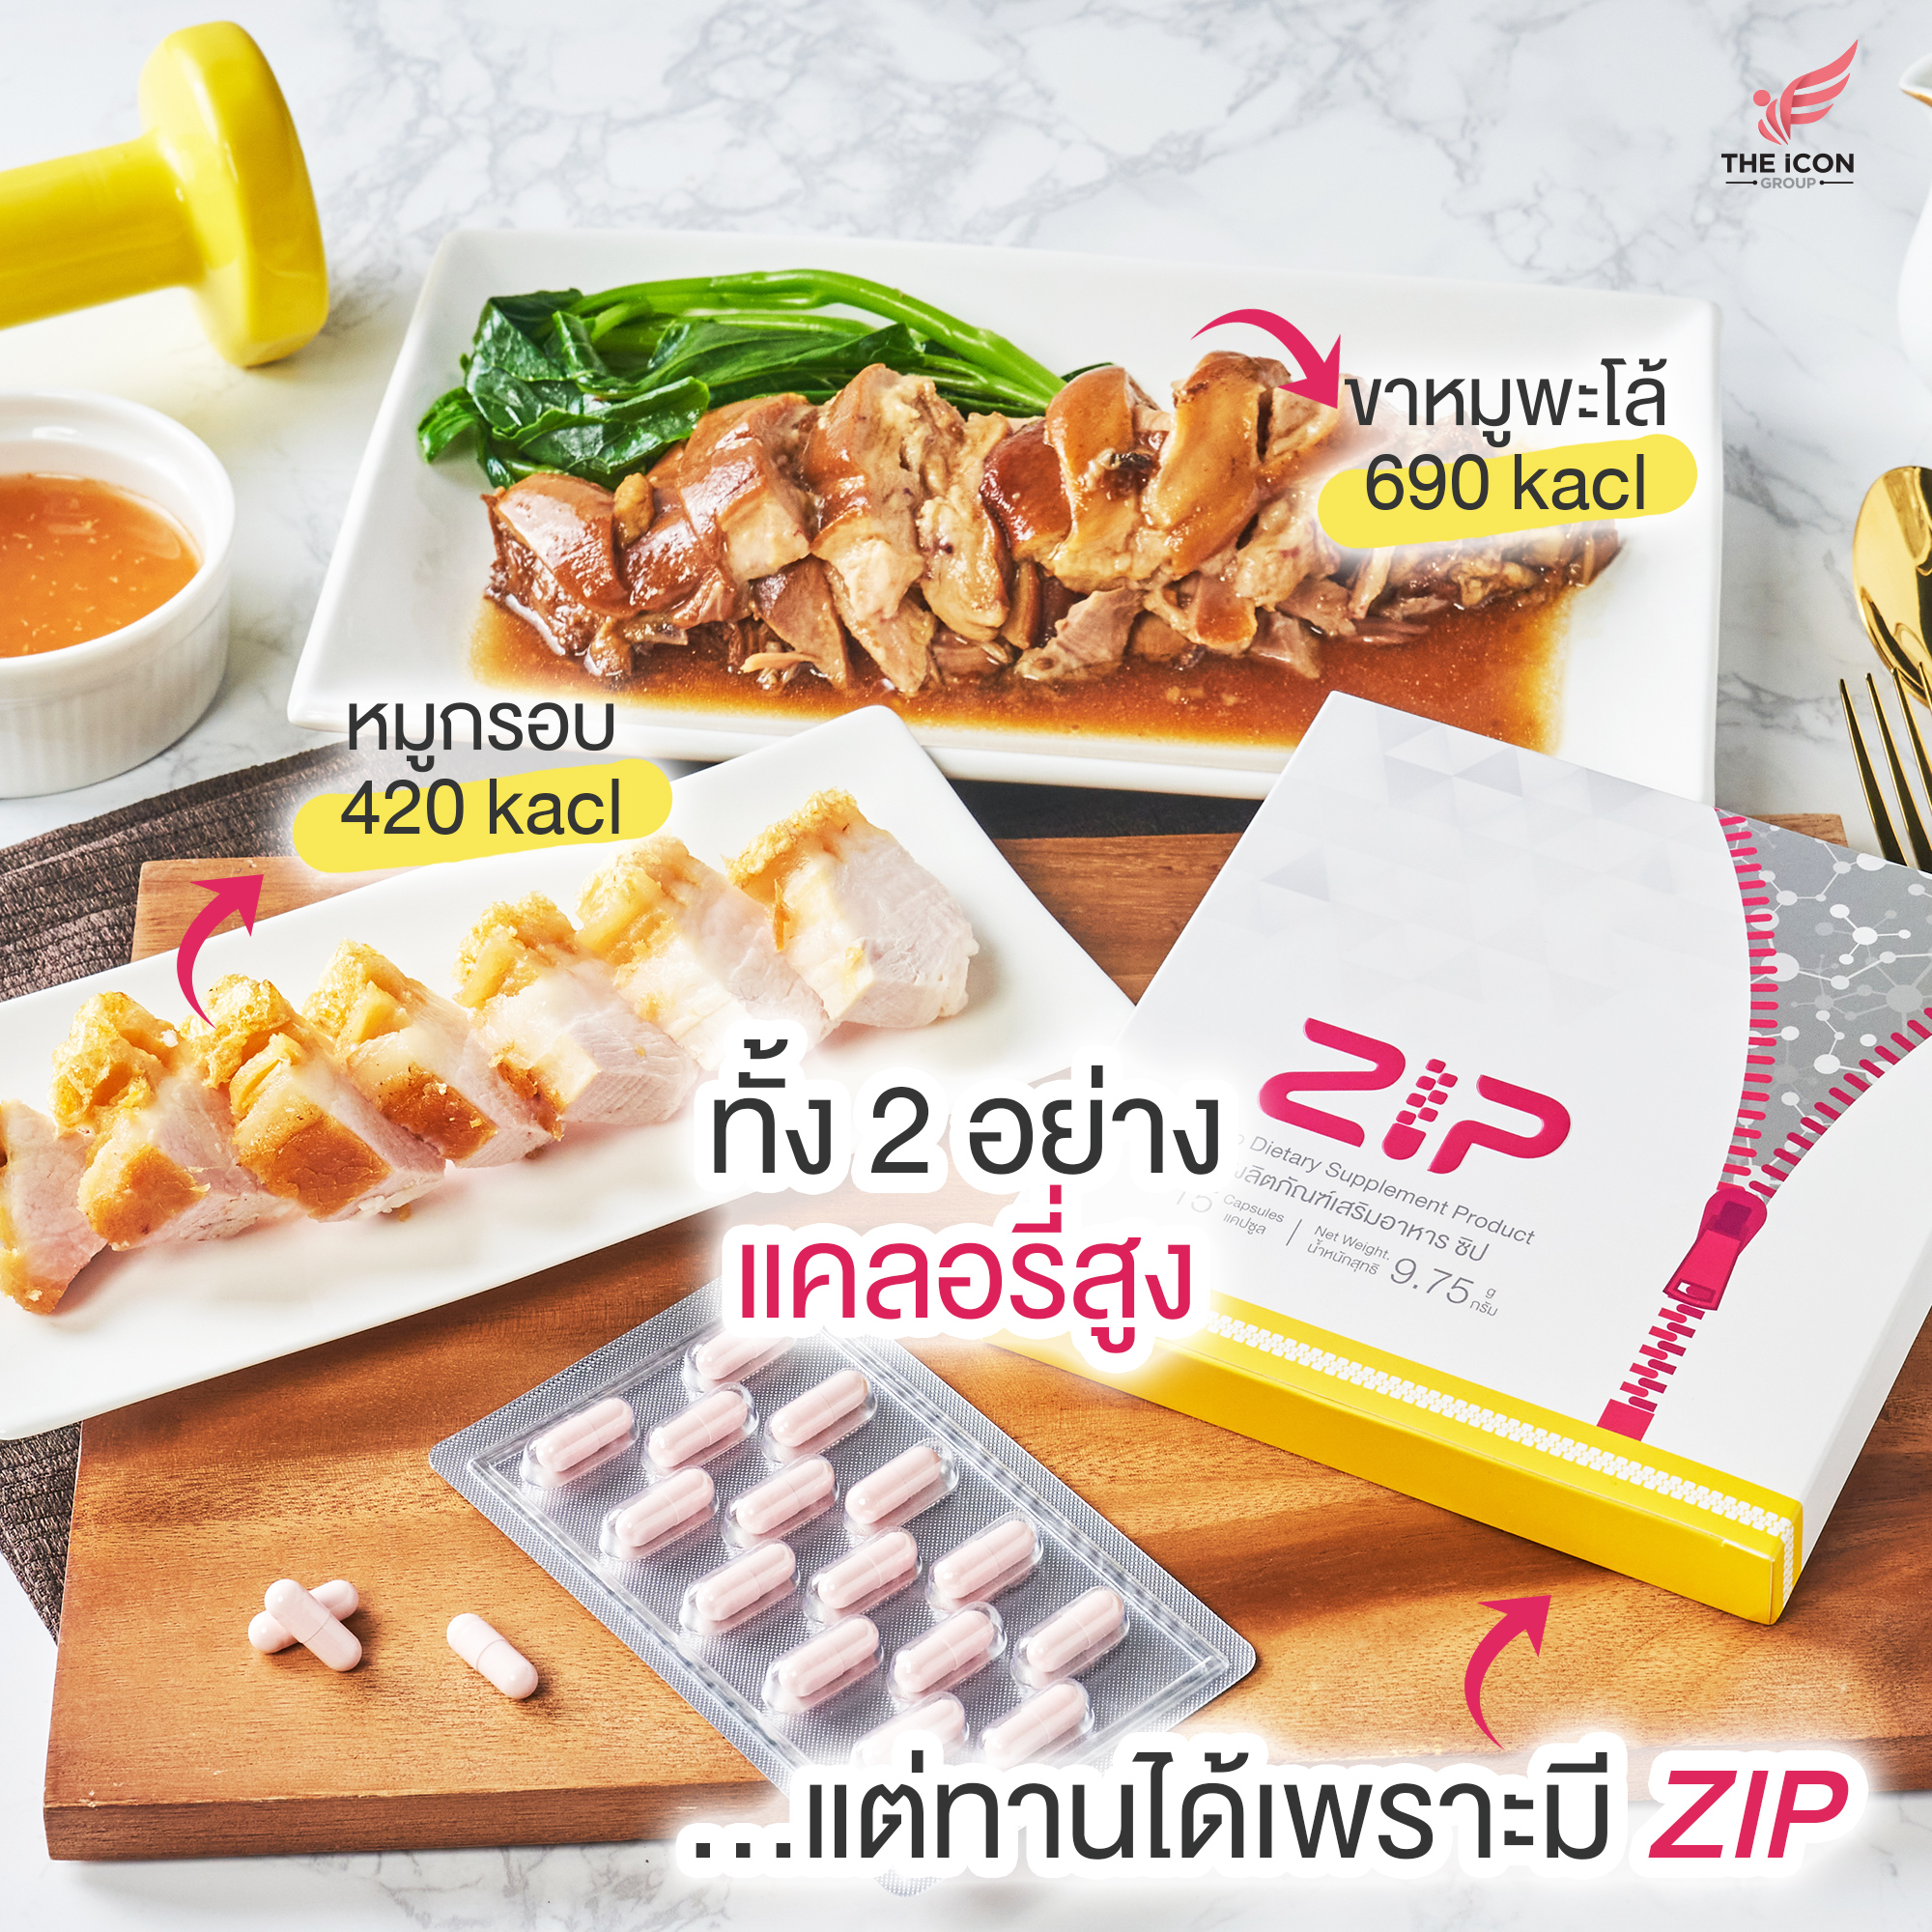 THE iCON
GROUP
ขาหมูพะโล้
690 kacl
หมูกรอบ
420 kacl
ทั้ง 2 อย่าง
แคลอรี่สูง
ZIP
Dietary Supplement Product
ผลิตภัณฑ์เสริมอาหาร ซิป
15 Capsules แคปซูล
Net Weight. น้ำหนักสุทธิ 9.75 g กรัม
...แต่ทานได้เพราะมี ZIP